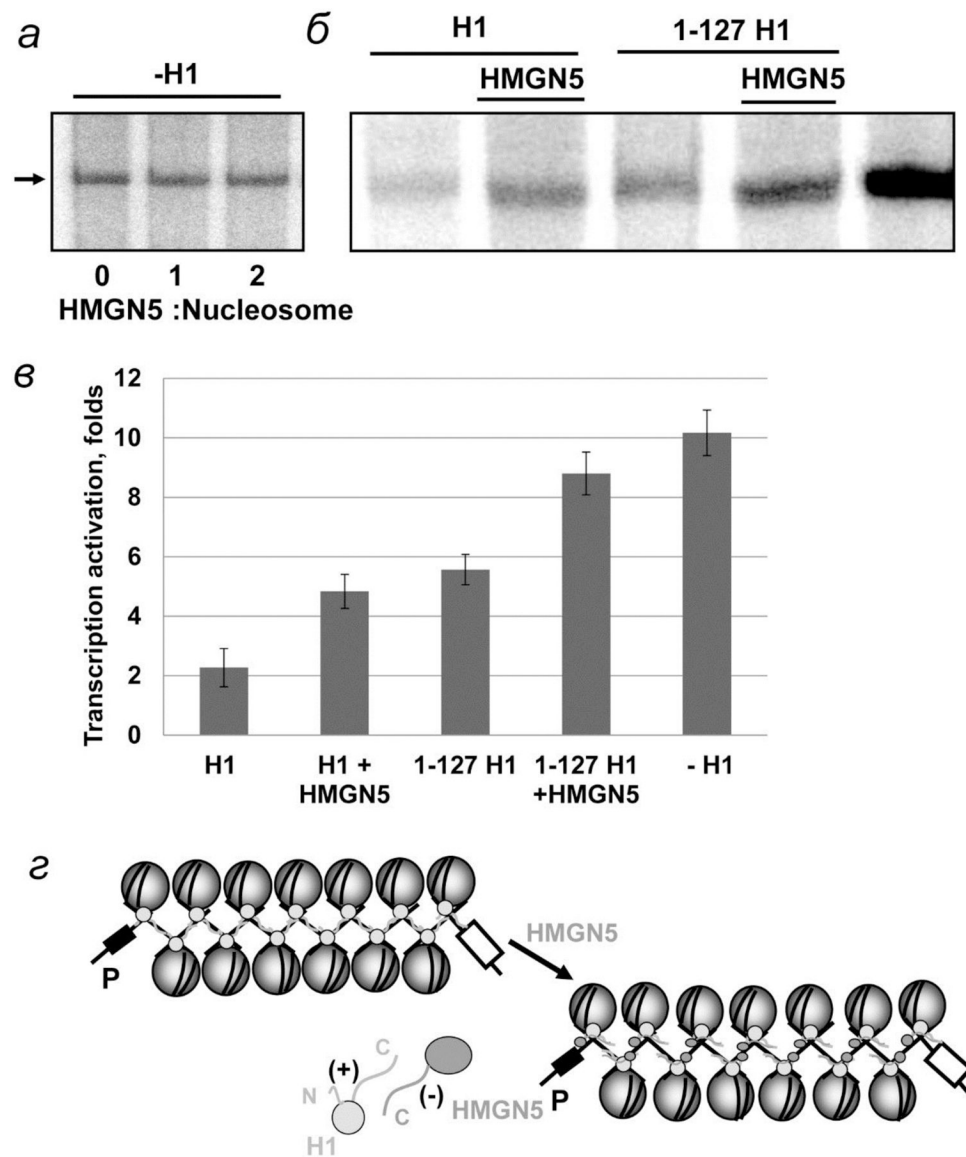 а
-H1
0 1 2
HMGN5 :Nucleosome
б
H1 1-127 H1
HMGN5 HMGN5
в
Transcription activation, folds
12
10
8
6
4
2
0
H1 H1 + 1-127 H1 1-127 H1 - H1
HMGN5 +HMGN5
г
HMGN5
P
P
(+) C
N
C (-) HMGN5
H1